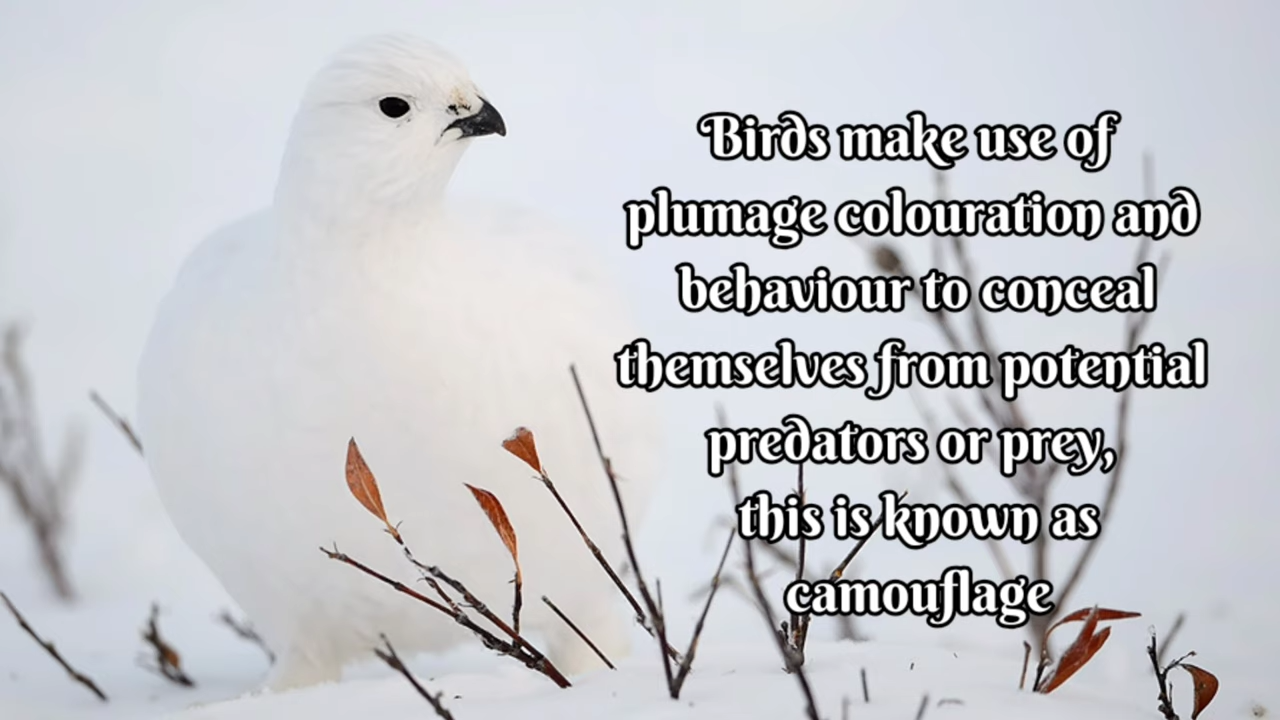 Birds make use of
plumage colouration and
behaviour to conceal
themselves from potential
predators or prey,
this is known as
camouflage